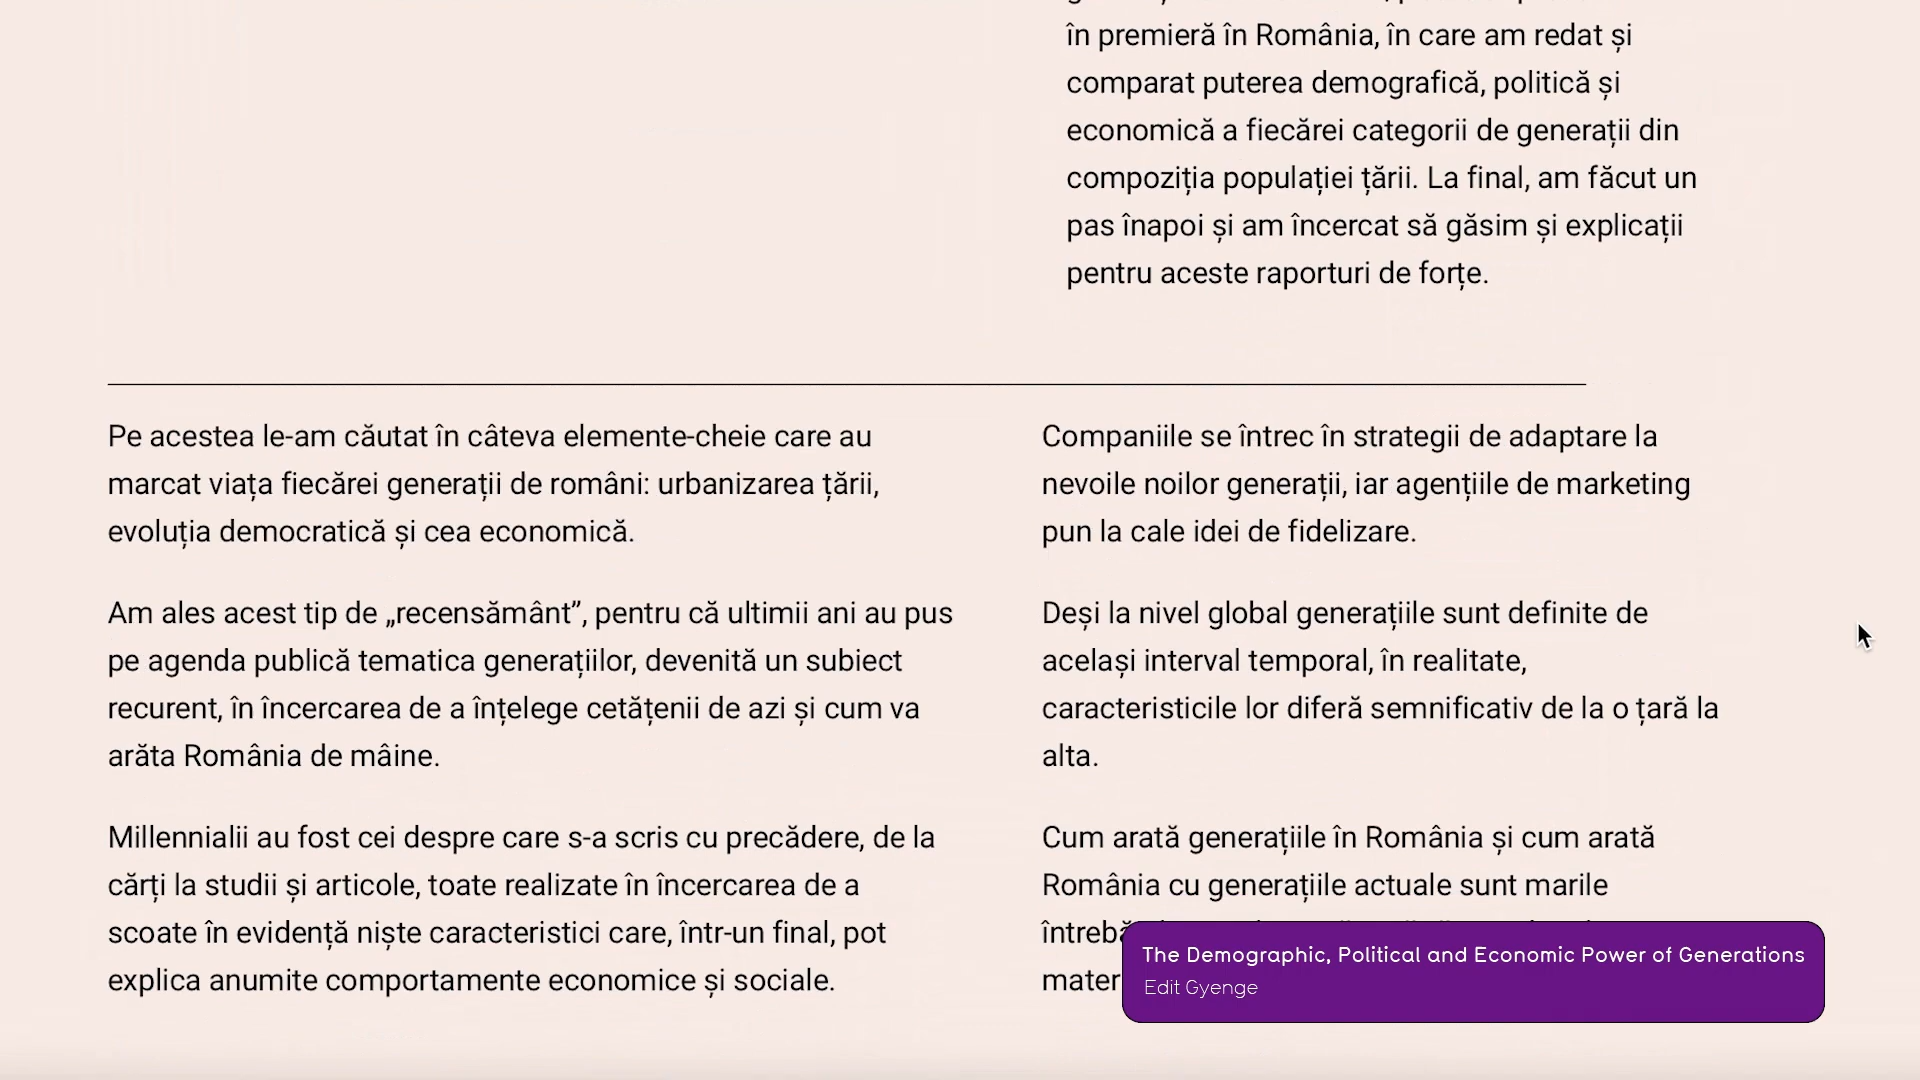 în premieră în România, în care am redat și
comparat puterea demografică, politică și
economică a fiecărei categorii de generații din
compoziția populației țării. La final, am făcut un
pas înapoi și am încercat să găsim și explicații
pentru aceste raporturi de forțe.
Pe acestea le-am căutat în câteva elemente-cheie care au
marcat viața fiecărei generații de români: urbanizarea țării,
evoluția democratică și cea economică.
Am ales acest tip de „recensământ”, pentru că ultimii ani au pus
pe agenda publică tematica generațiilor, devenită un subiect
recurent, în încercarea de a înțelege cetățenii de azi și cum va
arăta România de mâine.
Millennialii au fost cei despre care s-a scris cu precădere, de la
cărți la studii și articole, toate realizate în încercarea de a
scoate în evidență niște caracteristici care, într-un final, pot
explica anumite comportamente economice și sociale.
Companiile se întrec în strategii de adaptare la
nevoile noilor generații, iar agențiile de marketing
pun la cale idei de fidelizare.
Deși la nivel global generațiile sunt definite de
același interval temporal, în realitate,
caracteristicile lor diferă semnificativ de la o țară la
alta.
Cum arată generațiile în România și cum arată
România cu generațiile actuale sunt marile
The Demographic, Political and Economic Power of Generations
Edit Gyenge